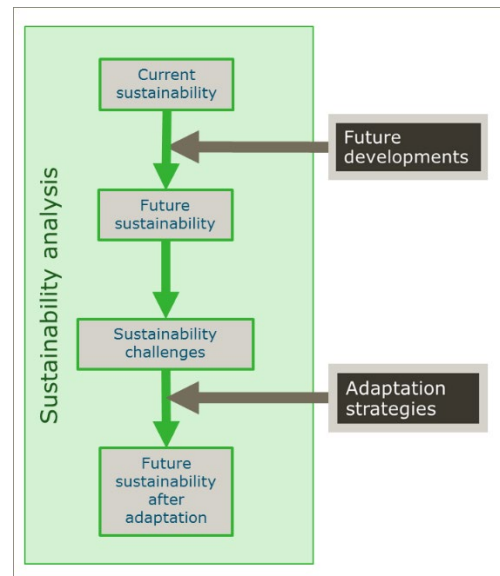 Current
sustainability
Future
developments
Future
sustainability
Sustainability analysis
Sustainability
challenges
Adaptation
strategies
Future
sustainability
after
adaptation